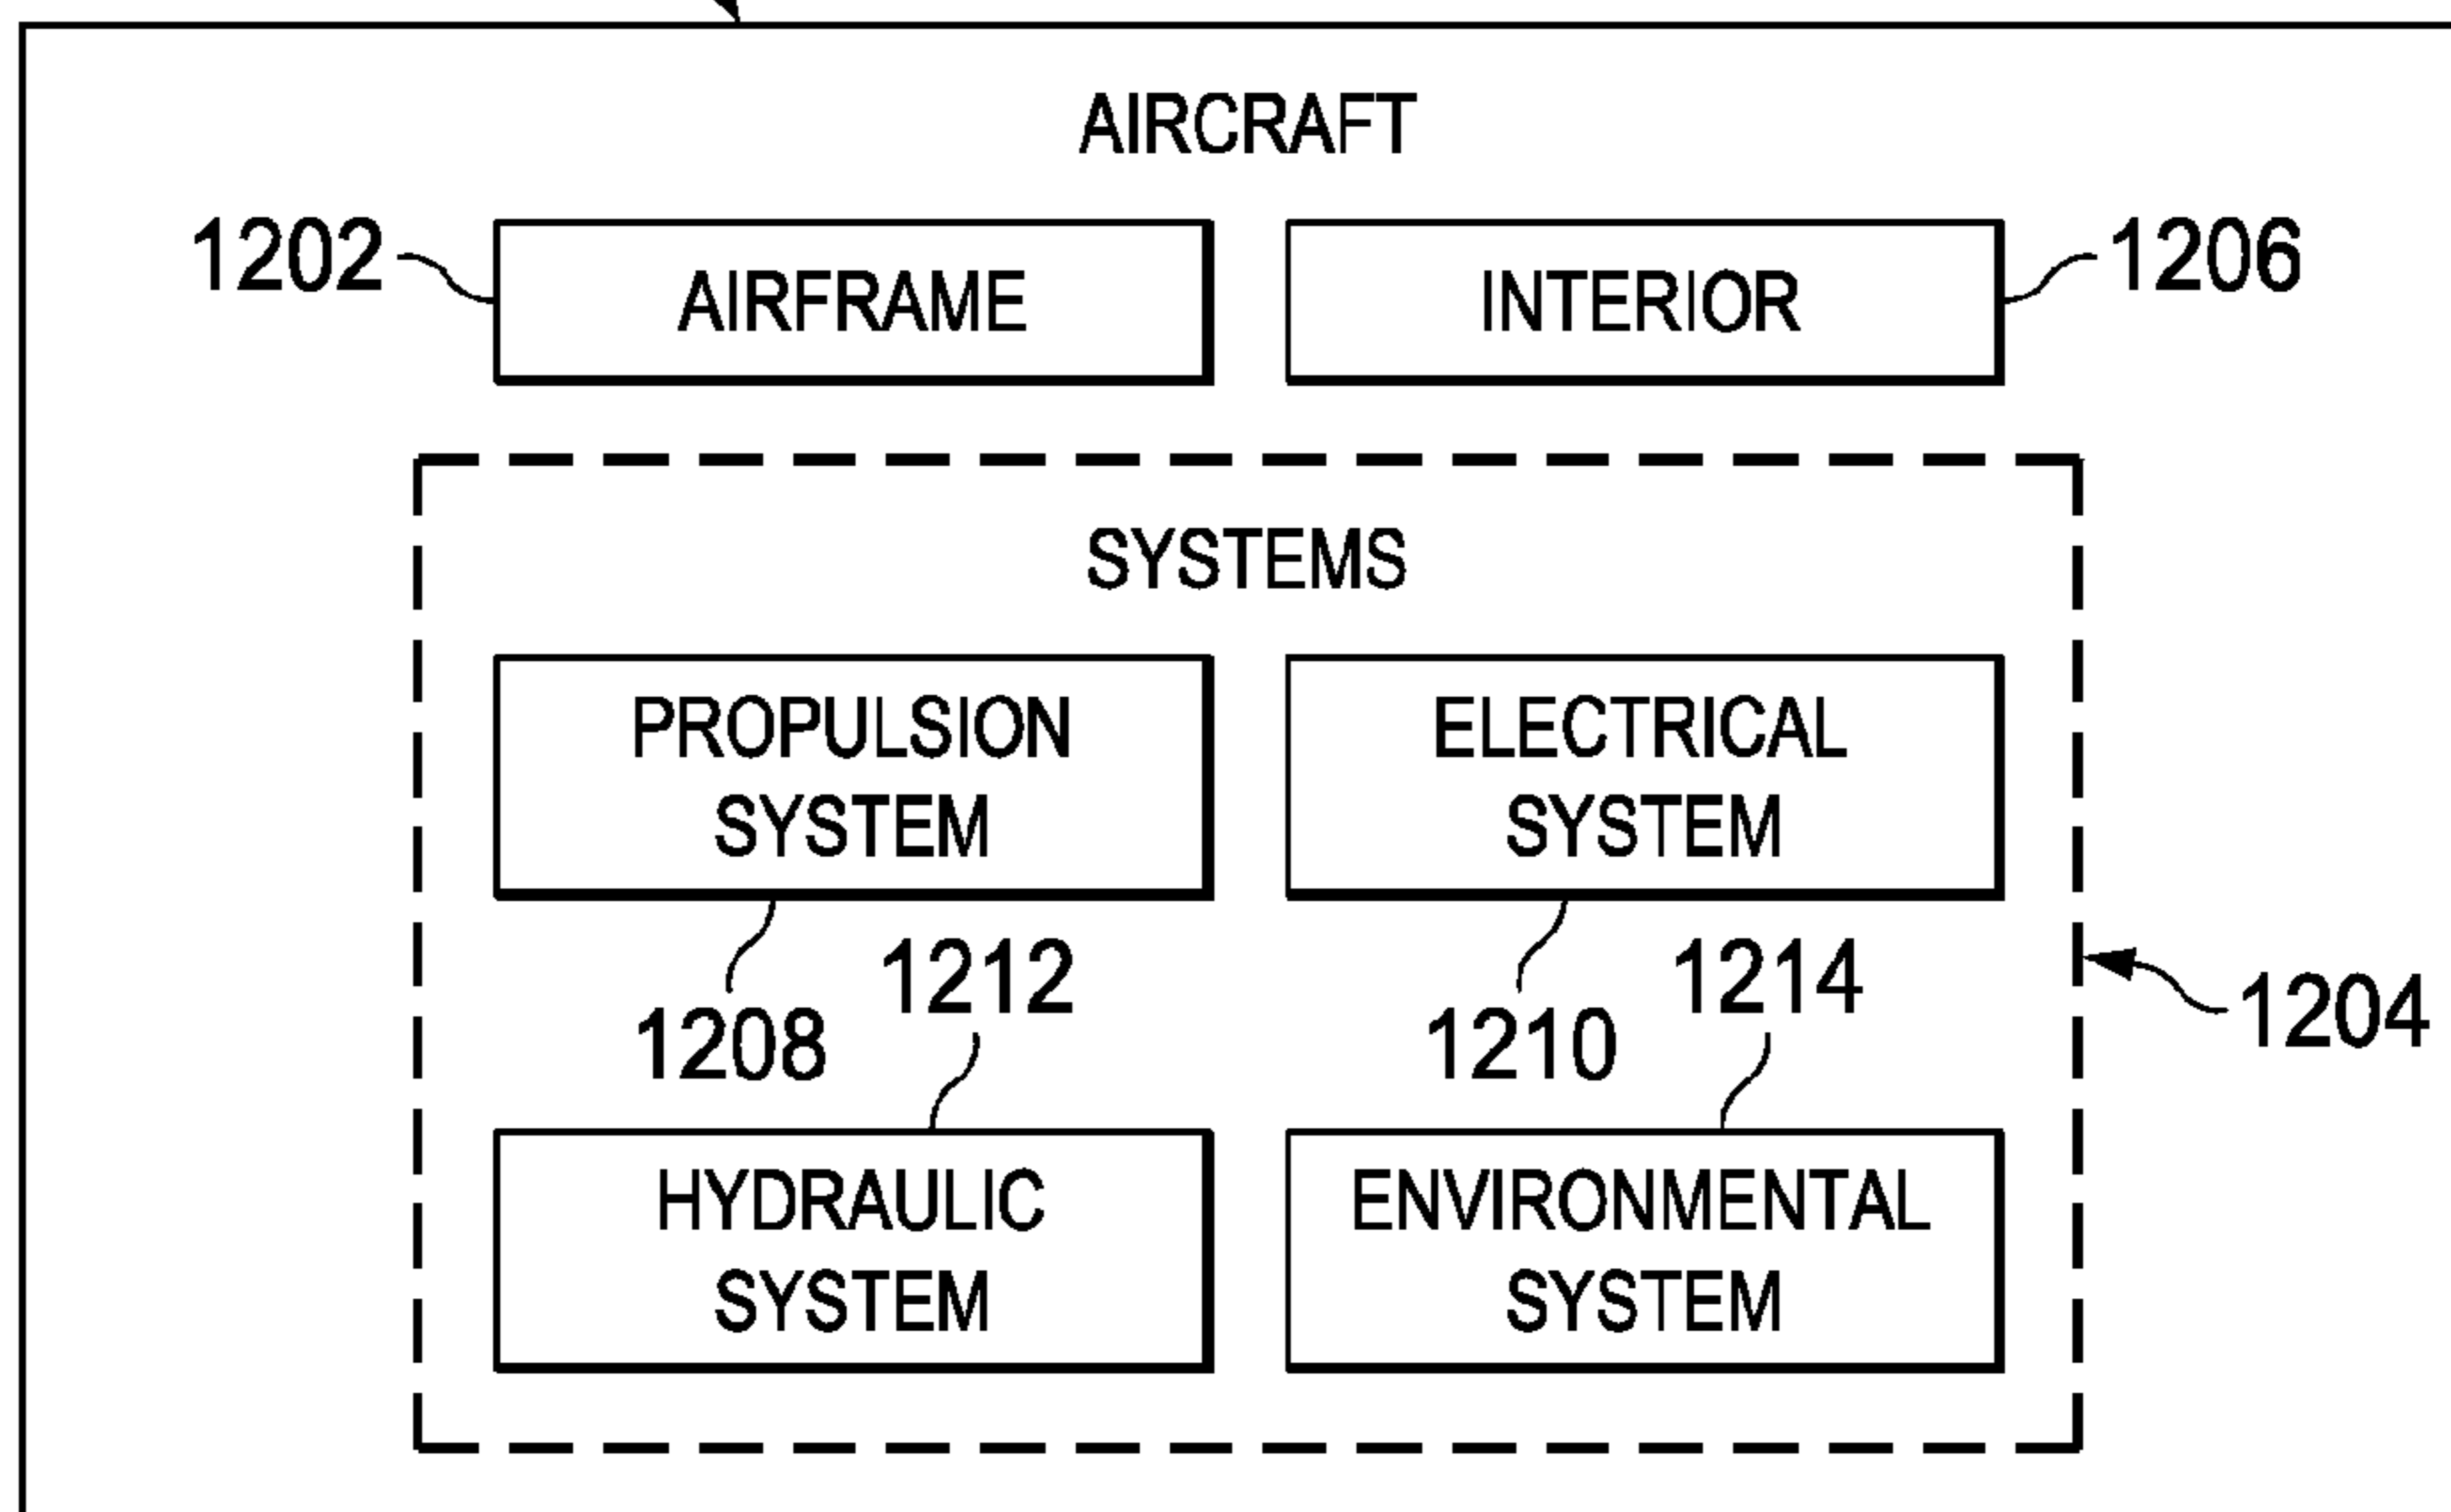 AIRCRAFT
1202 AIRFRAME INTERIOR 1206
SYSTEMS
PROPULSION
SYSTEM
ELECTRICAL
SYSTEM
1208
1212
1210
1214
1204
HYDRAULIC
SYSTEM
ENVIRONMENTAL
SYSTEM